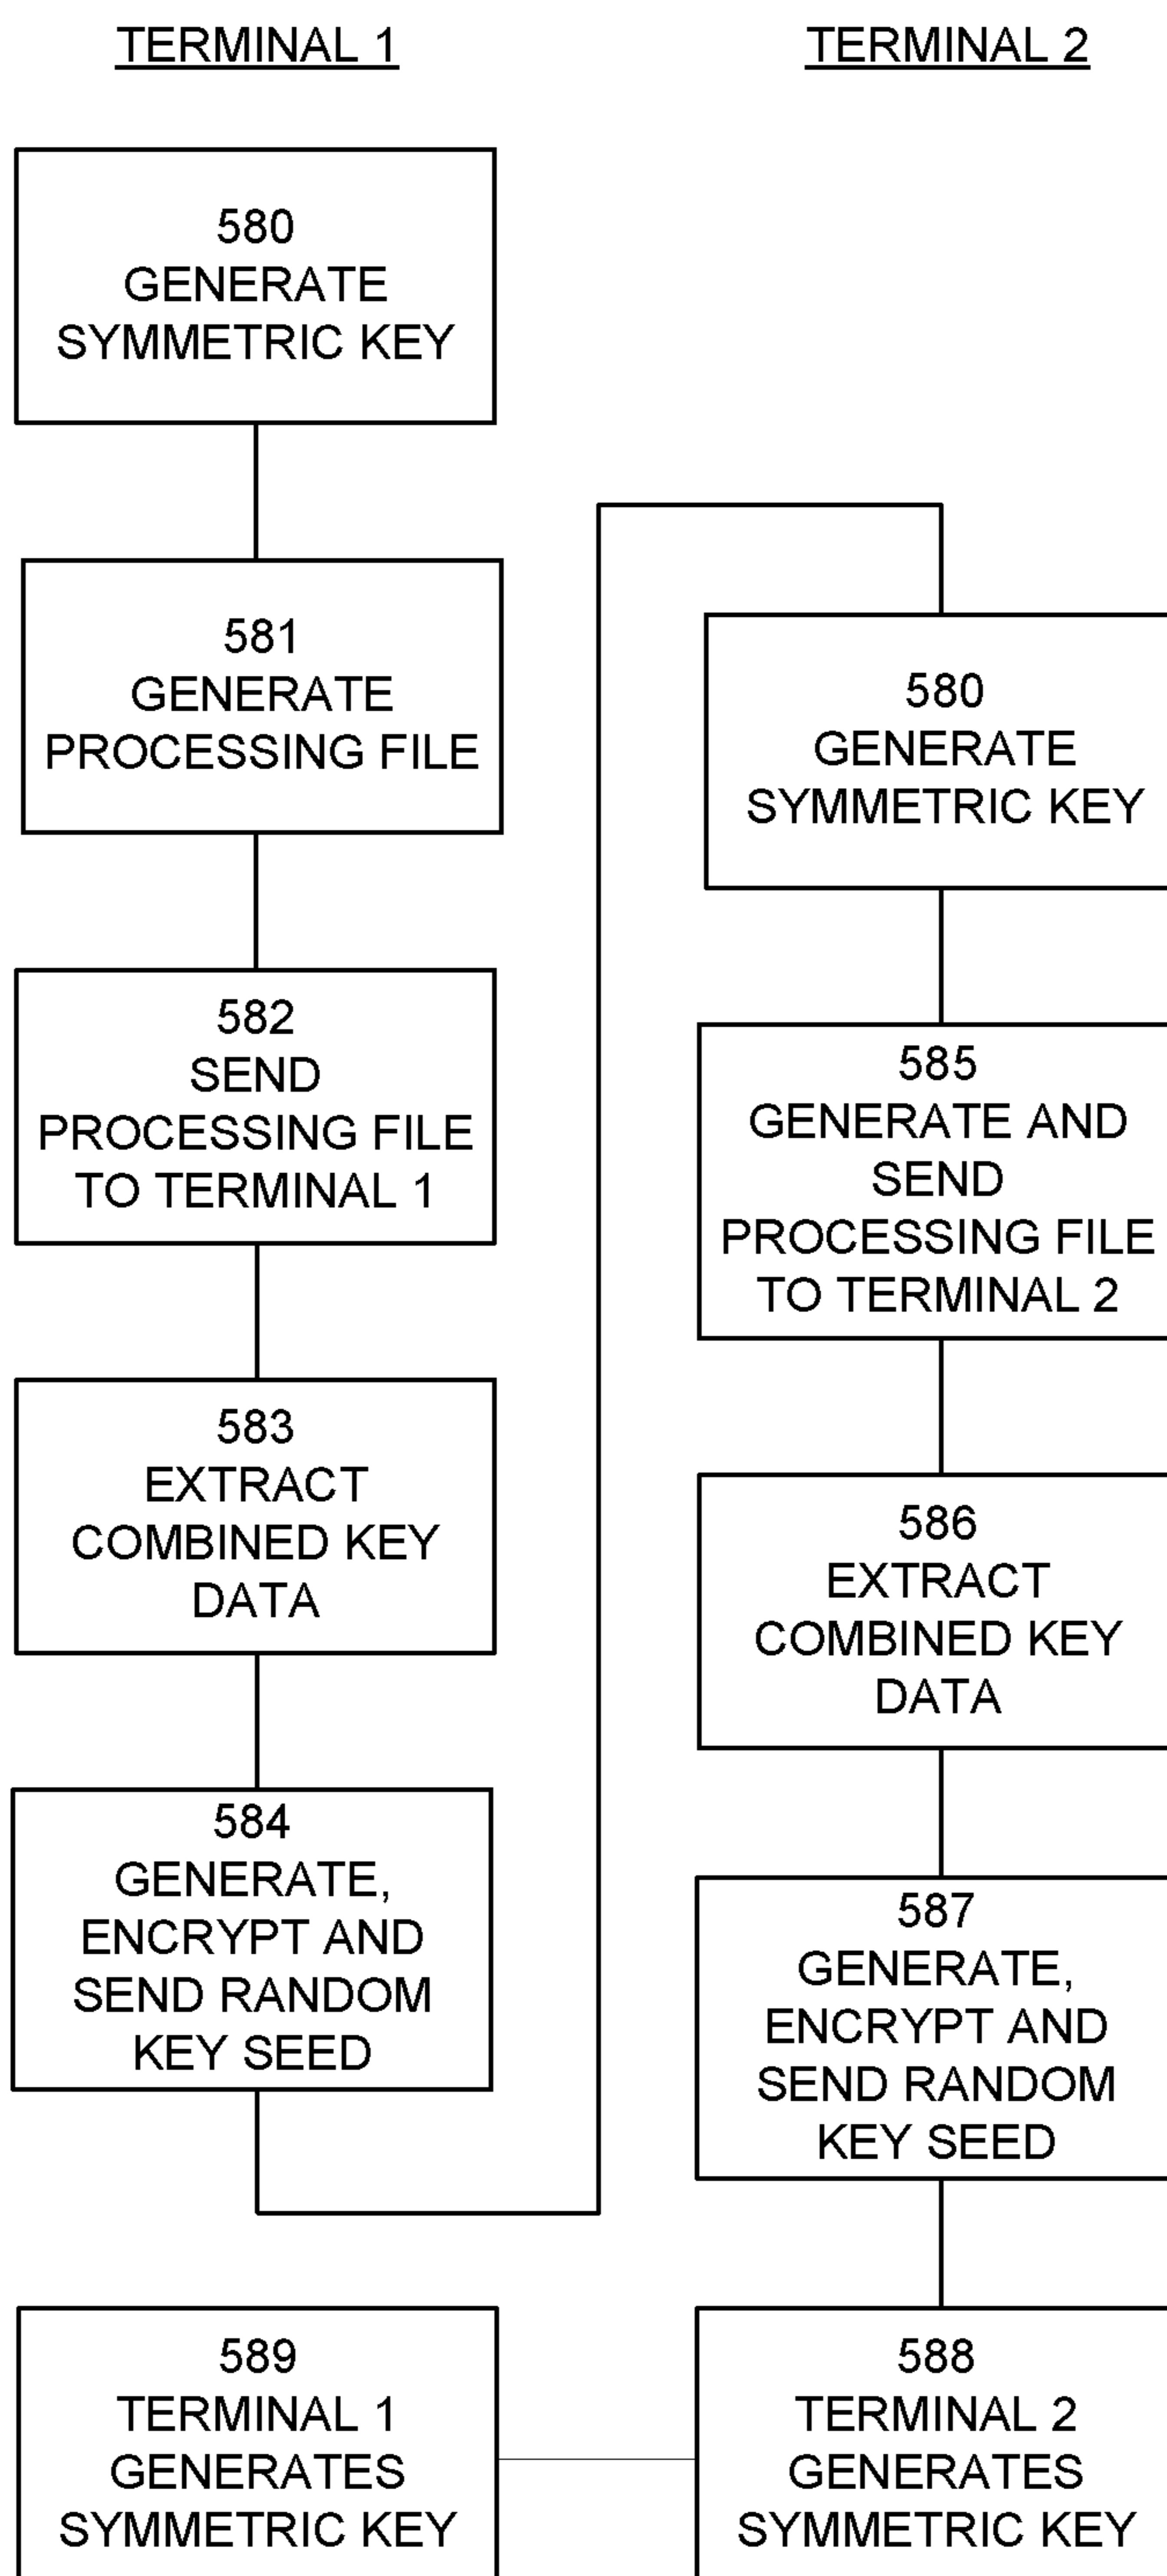 TERMINAL 1
580
GENERATE
SYMMETRIC KEY
581
GENERATE
PROCESSING FILE
582
SEND
PROCESSING FILE
TO TERMINAL 1
583
EXTRACT
COMBINED KEY
DATA
584
GENERATE,
ENCRYPT AND
SEND RANDOM
KEY SEED
TERMINAL 2
580
GENERATE
SYMMETRIC KEY
585
GENERATE AND
SEND
PROCESSING FILE
TO TERMINAL 2
586
EXTRACT
COMBINED KEY
DATA
587
GENERATE,
ENCRYPT AND
SEND RANDOM
KEY SEED
588
TERMINAL 2
GENERATES
SYMMETRIC KEY
589
TERMINAL 1
GENERATES
SYMMETRIC KEY